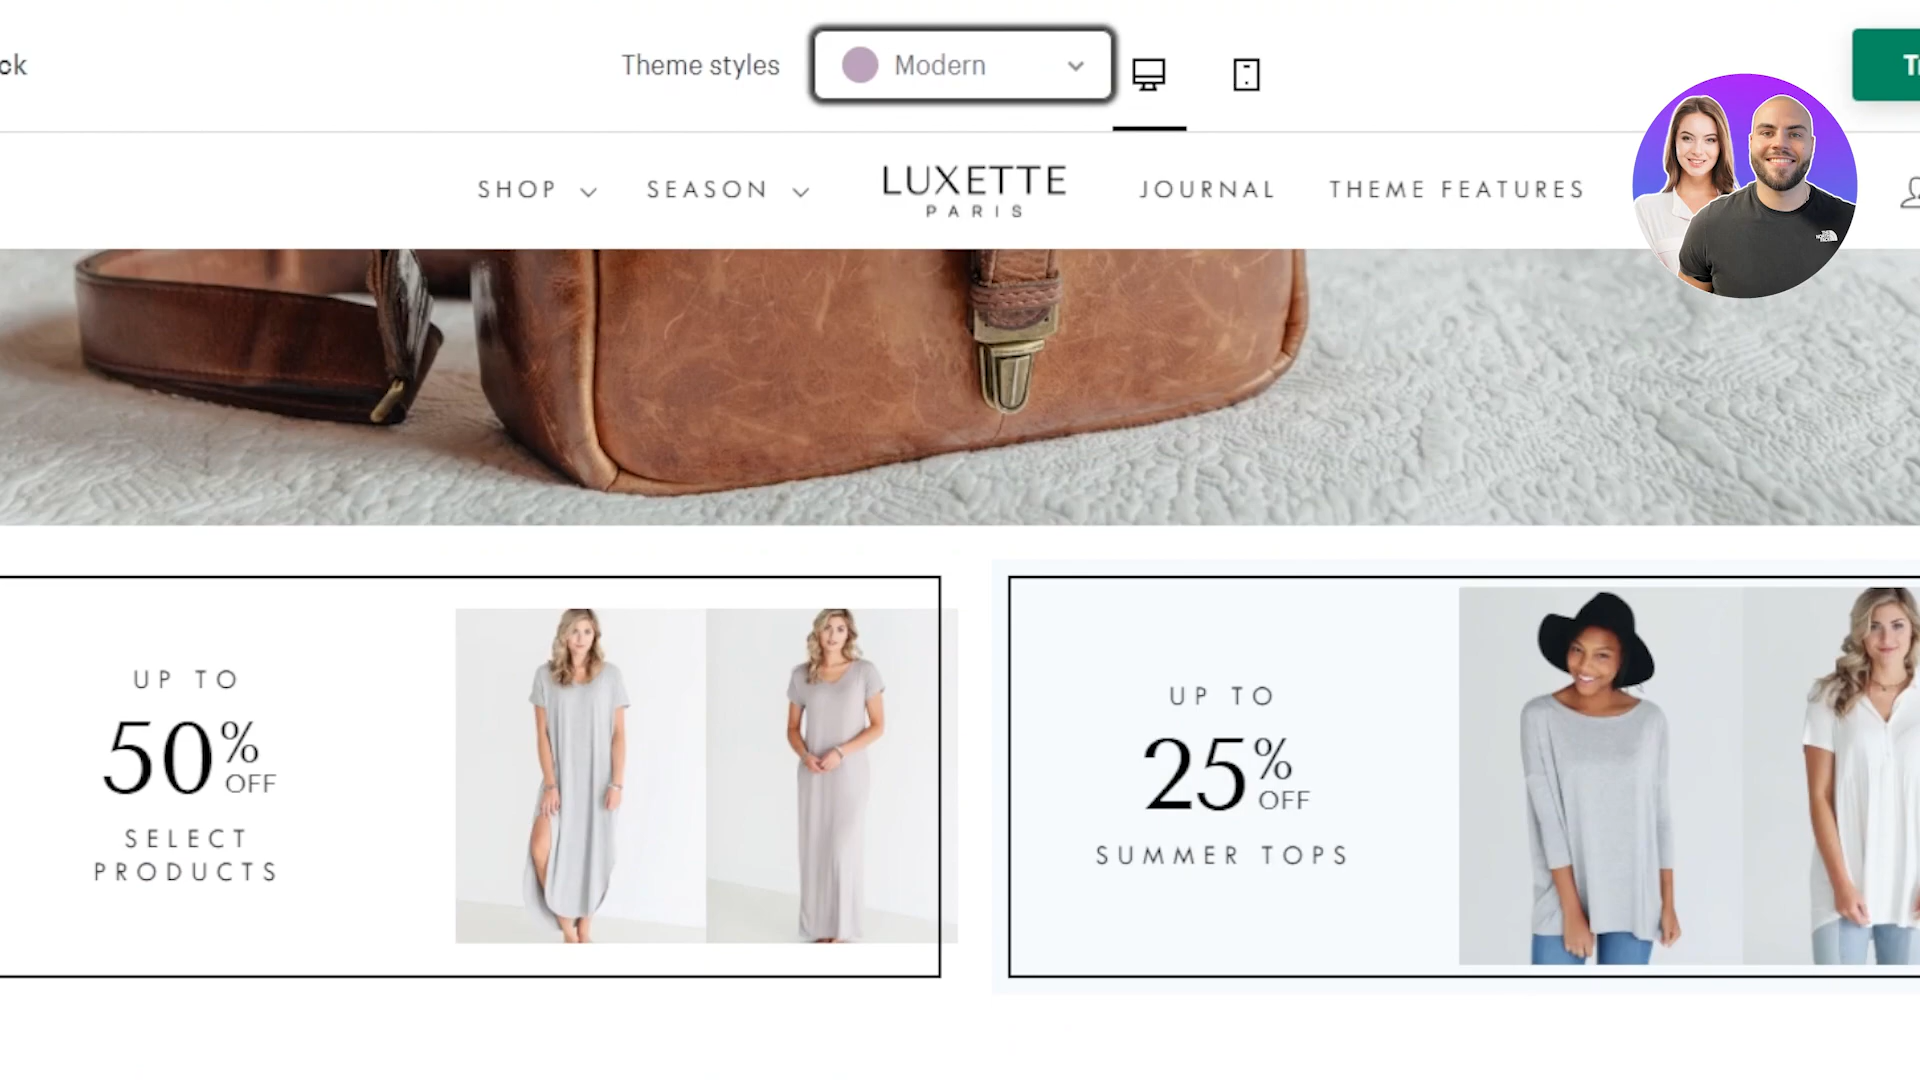 ck
Theme styles
Modern
T
SHOP
SEASON
LUXETTE
PARIS
JOURNAL
THEME FEATURES
UP TO
50%
OFF
SELECT
PRODUCTS
UP TO
25%
OFF
SUMMER TOPS